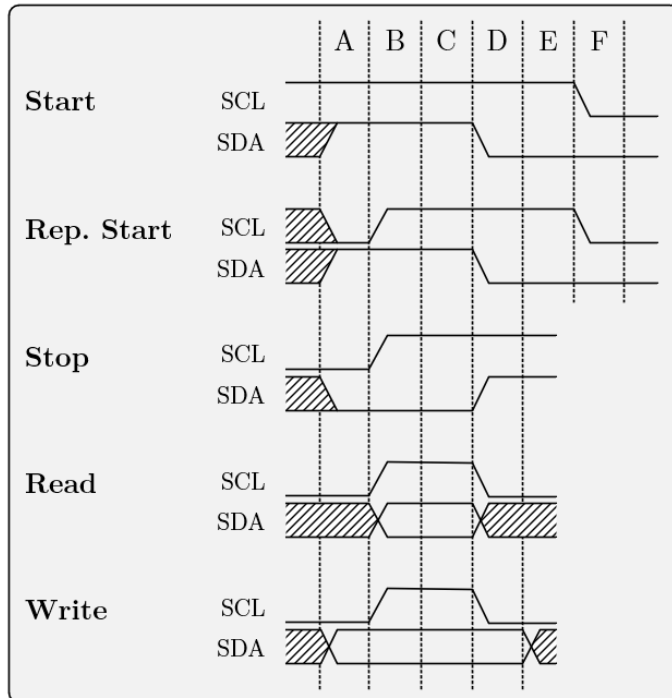 A B C D E F
Start SCL
SDA
Rep. Start SCL
SDA
Stop SCL
SDA
Read SCL
SDA
Write SCL
SDA